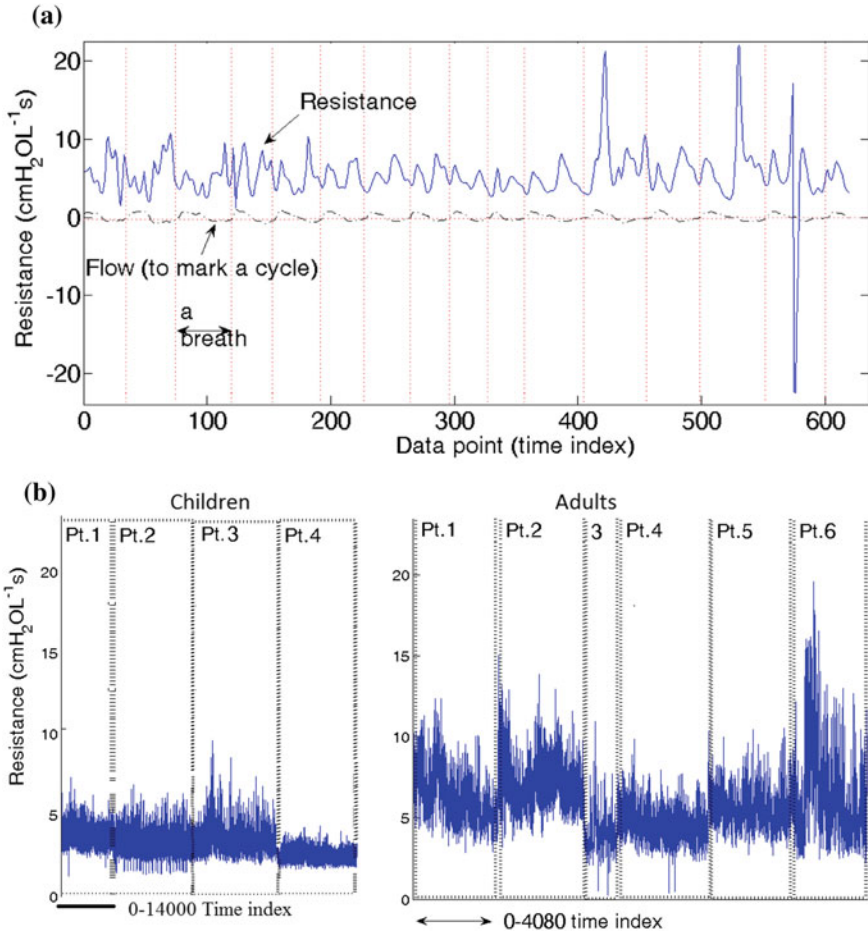 (a)
20
10
0
-10
-20
Resistance (cmH₂OL⁻¹s)
Resistance
Flow (to mark a cycle)
a
breath
0 100 200 300 400 500 600
Data point (time index)
(b)
Children
Pt.1 Pt.2 Pt.3 Pt.4
20
15
10
5
0
Resistance (cmH₂OL⁻¹s)
0-14000 Time index
Adults
Pt.1 Pt.2 3 Pt.4 Pt.5 Pt.6
20
15
10
5
0
0-4080 time index